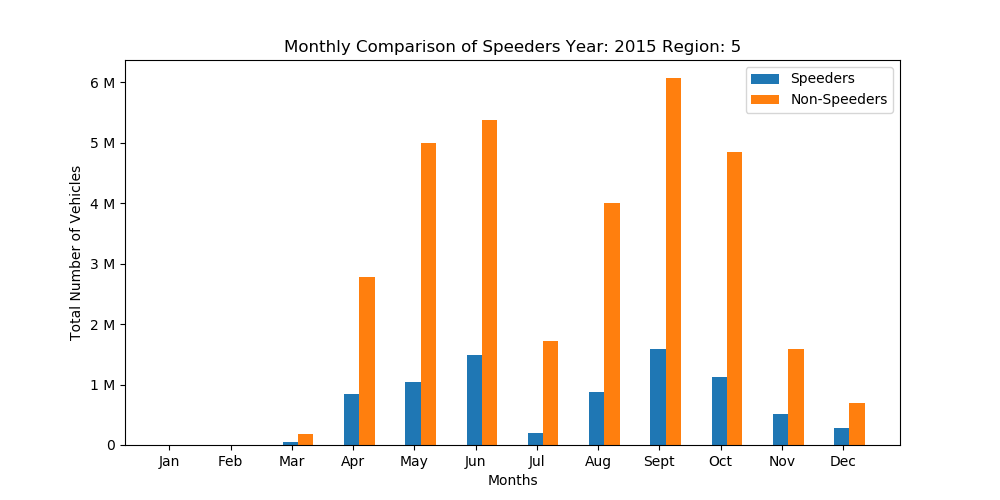 Monthly Comparison of Speeders Year: 2015 Region: 5
Speeders
Non-Speeders
Total Number of Vehicles
6 M
5 M
4 M
3 M
2 M
1 M
0
Jan Feb Mar Apr May Jun Jul Aug Sept Oct Nov Dec
Months